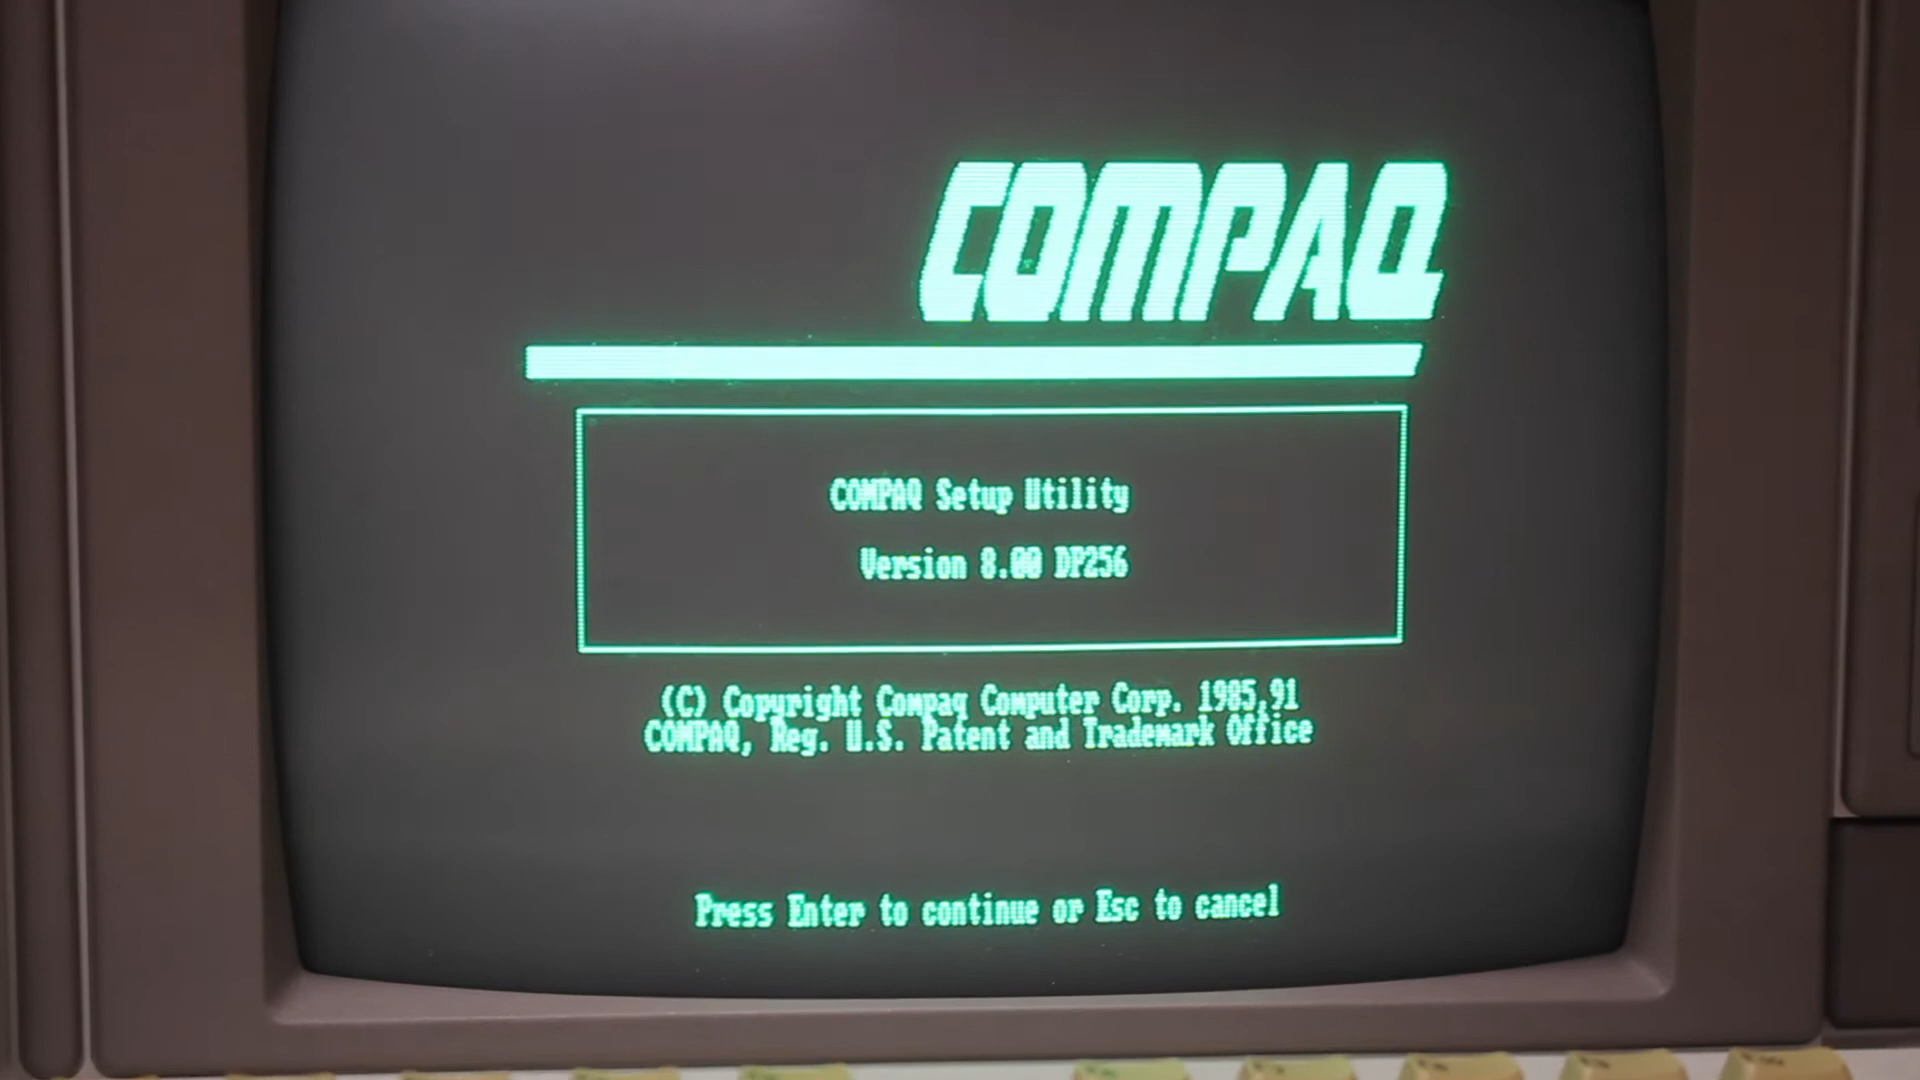 COMPAQ
COMPAQ Setup Utility
Version 8.00 DP256
(C) Copyright Compaq Computer Corp. 1985,91
COMPAQ, Reg. U.S. Patent and Trademark Office
Press Enter to continue or Esc to cancel